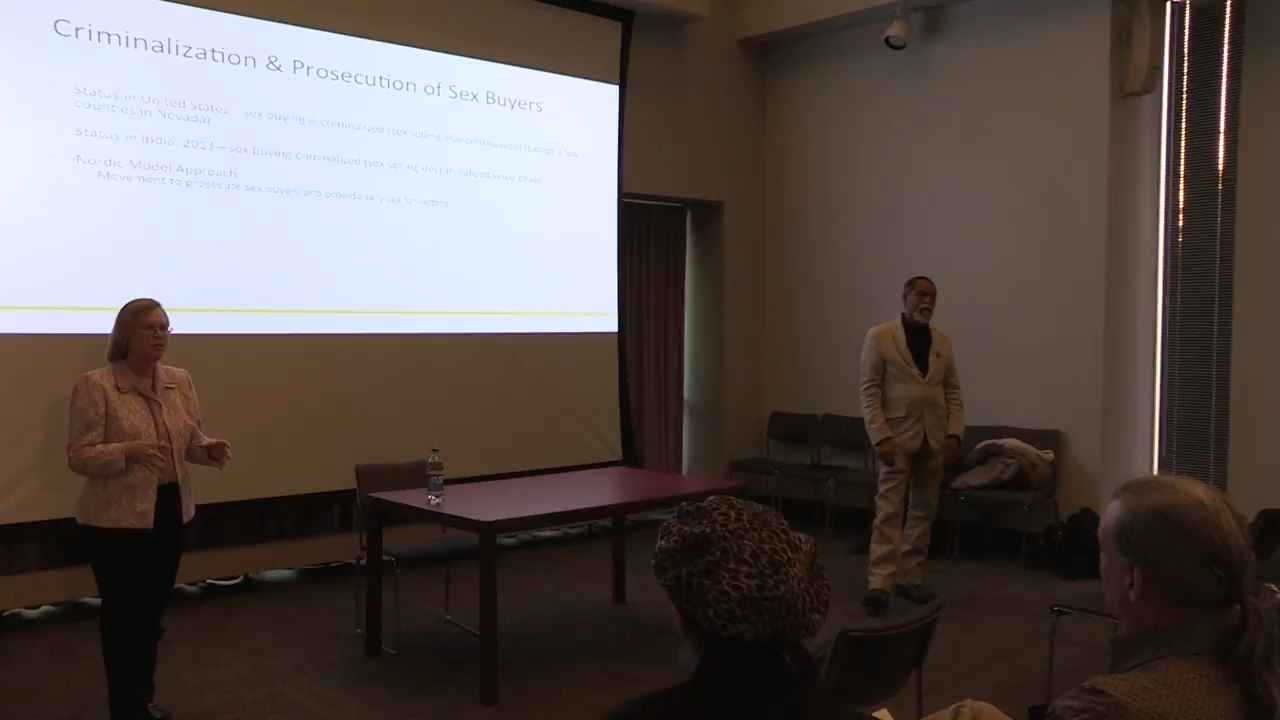 Criminalization & Prosecution of Sex Buyers
Status in United States – sex buying is criminalized (sex selling also criminalized) (Except a few
counties in Nevada)
Status in India: 2023 – sex buying criminalized (sex selling decriminalized since 1956)
Nordic Model Approach
Movement to prosecute sex buyers and provide services for victims